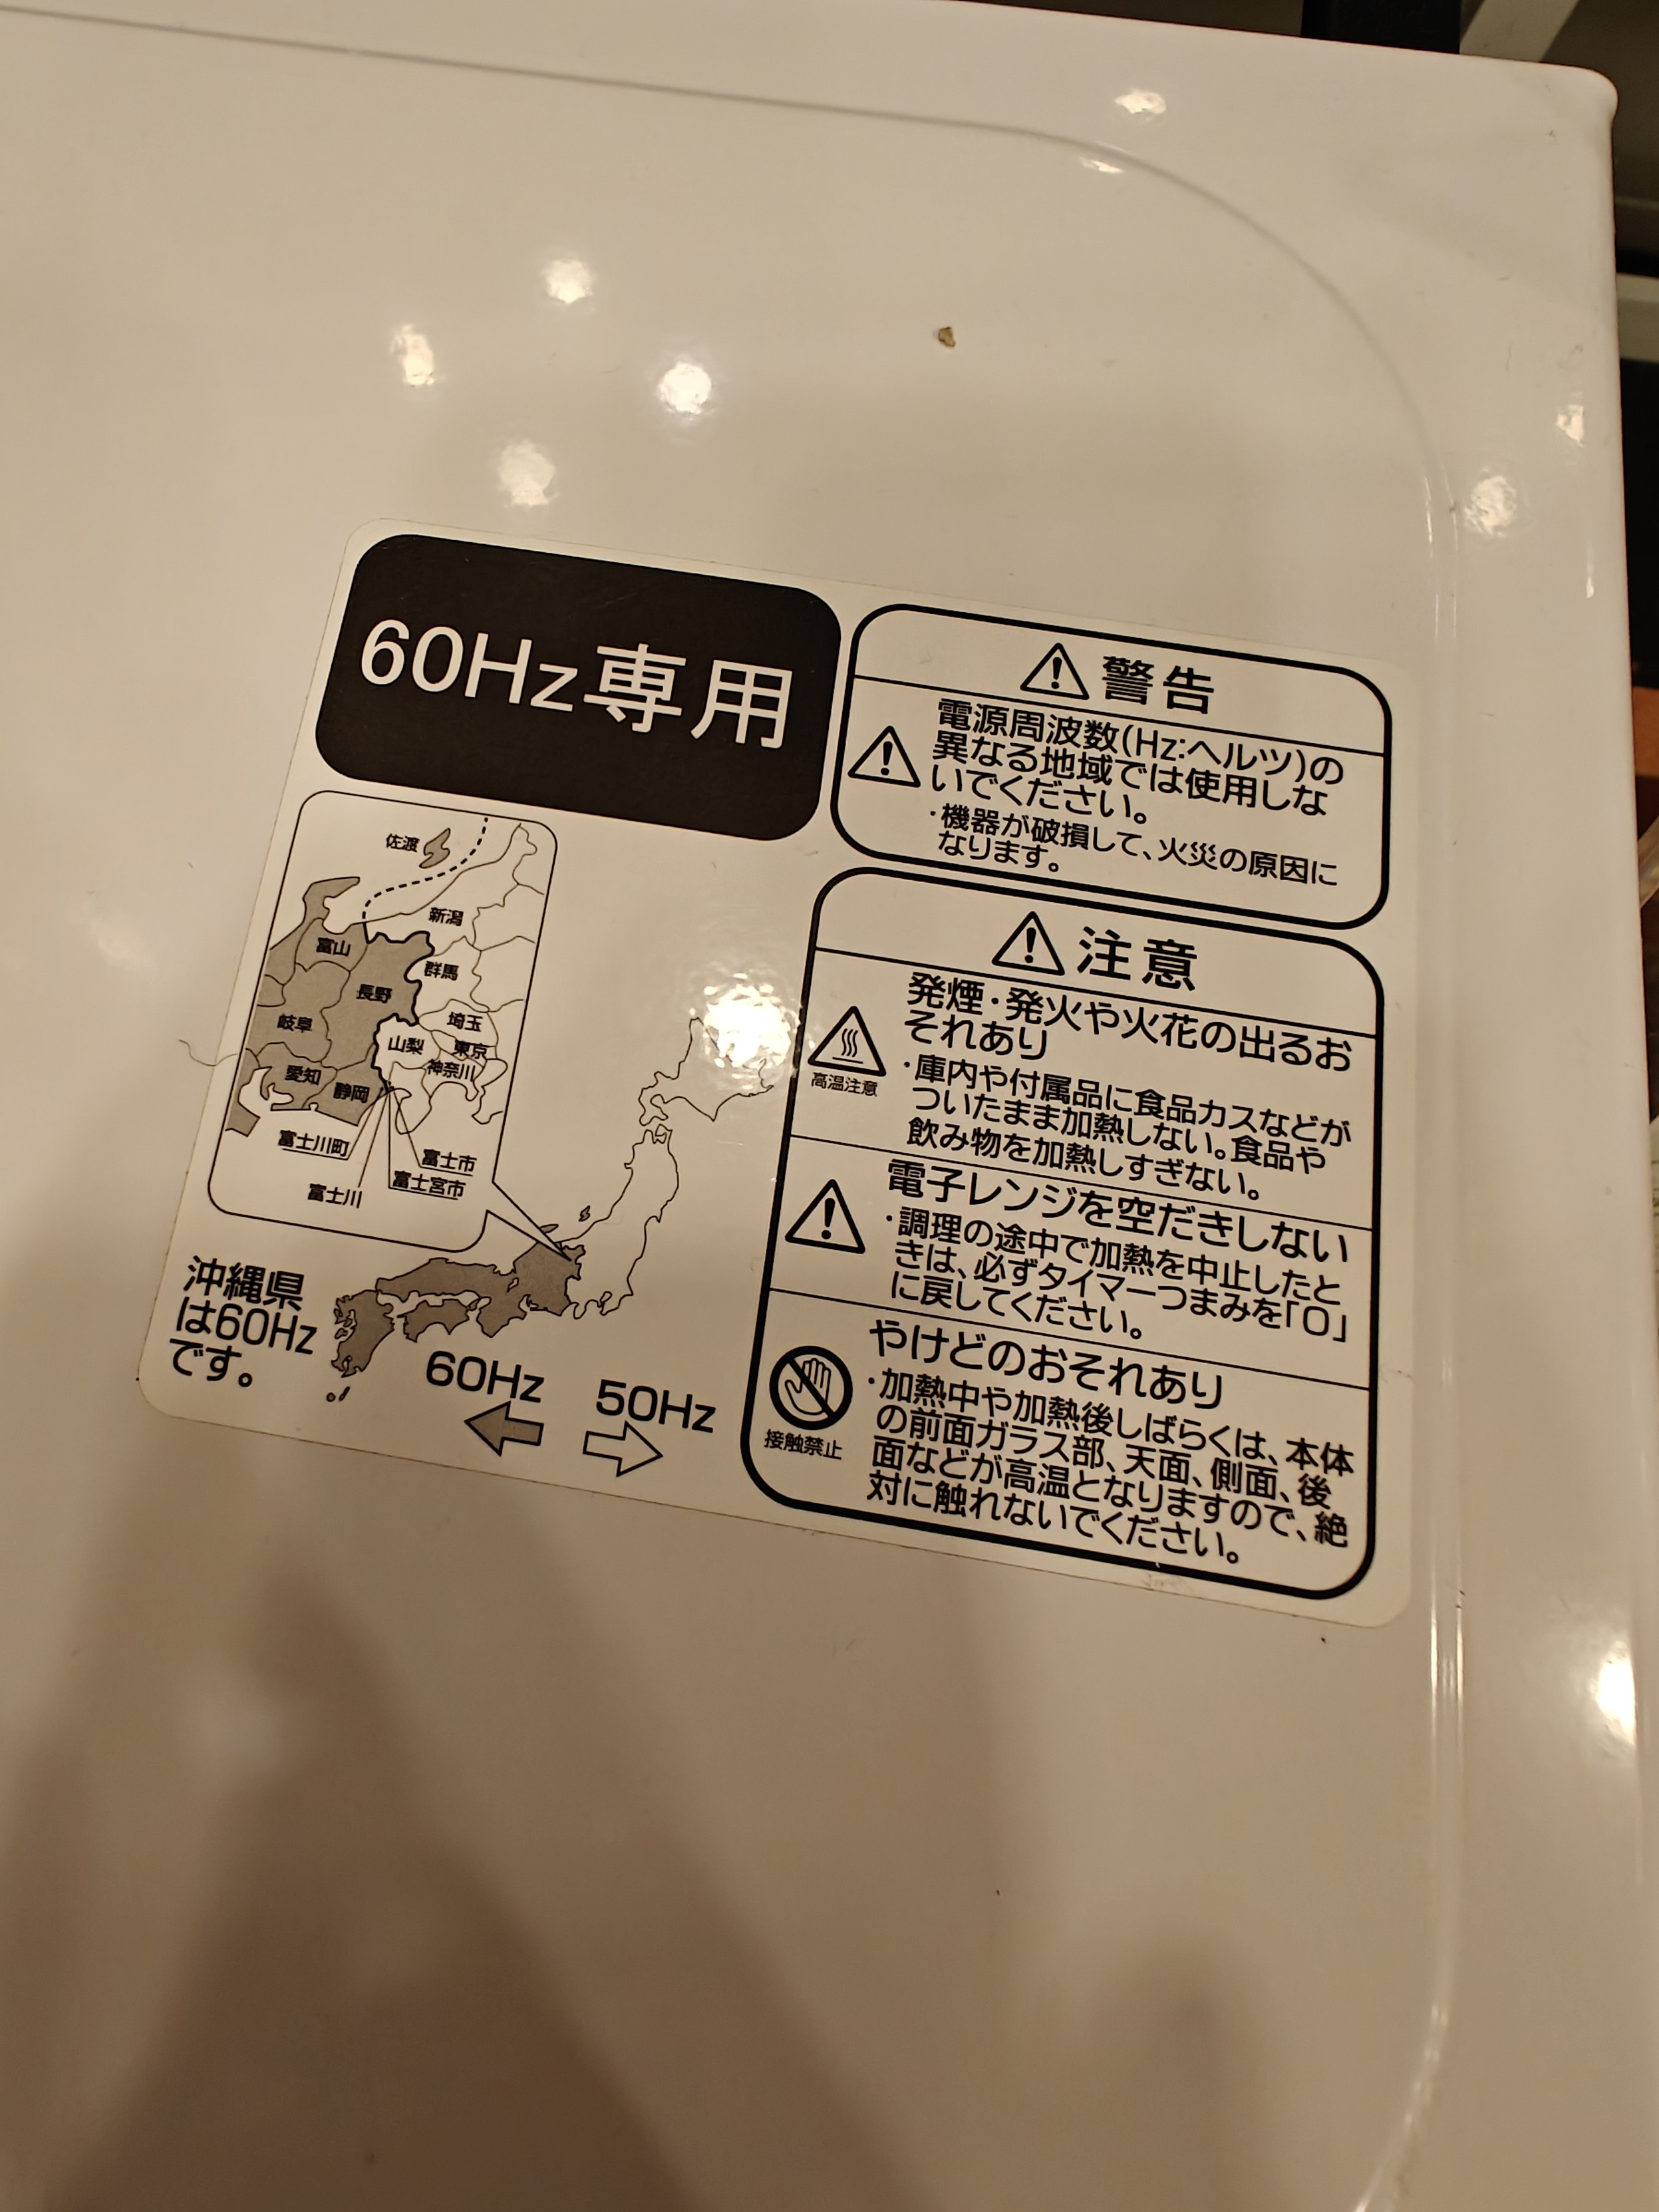 60Hz専用
佐渡
新潟
富山
群馬
長野
埼玉
岐阜
山梨
東京
神奈川
愛知
静岡
富士川町
富士市
富士宮市
富士川
沖縄県
は60Hz
です。
60Hz
50Hz
警告
電源周波数(Hz:ヘルツ)の
異なる地域では使用しな
いでください。
・機器が破損して、火災の原因に
なります。
注意
発煙・発火や火花の出るお
それあり
高温注意
・庫内や付属品に食品カスなどが
ついたまま加熱しない。食品や
飲み物を加熱しすぎない。
電子レンジを空だきしない
・調理の途中で加熱を中止したと
きは、必ずタイマーつまみを「0」
に戻してください。
やけどのおそれあり
接触禁止
・加熱中や加熱後しばらくは、本体
の前面ガラス部、天面、側面、後
面などが高温となりますので、絶
対に触れないでください。